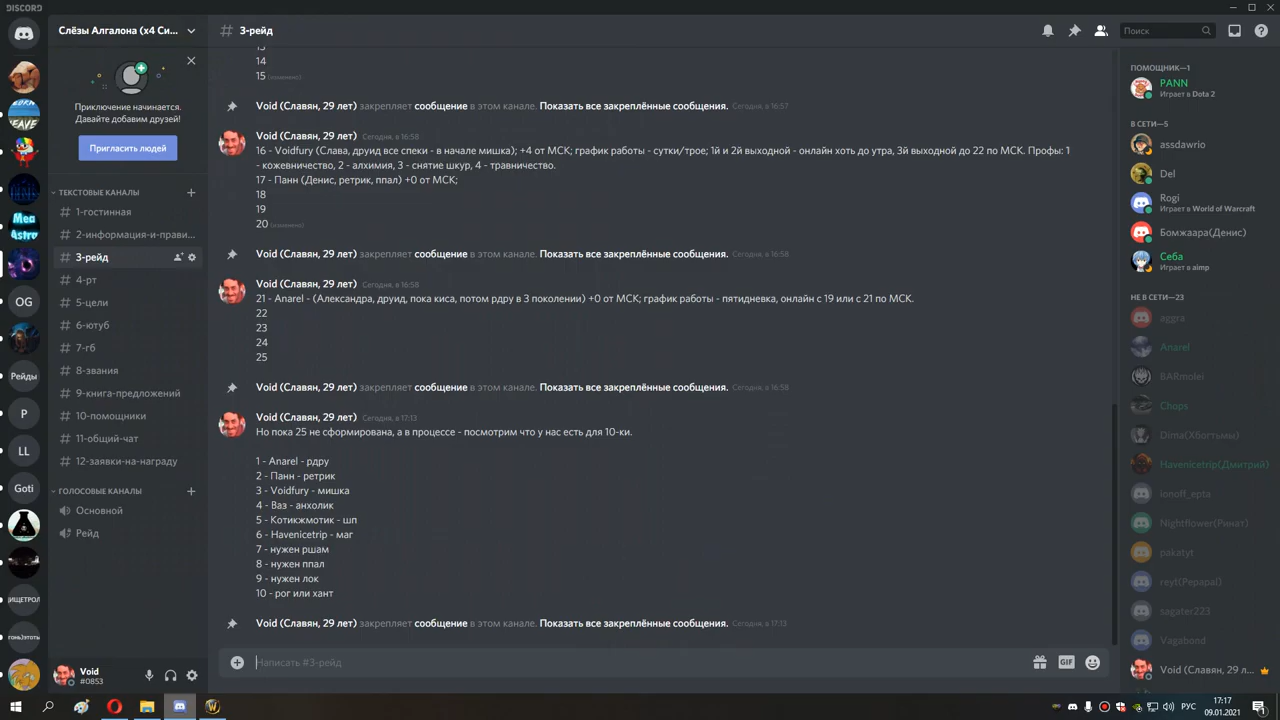 DISCORD
Слёзы Алгалона (x4 Си...
3-рейд
Поиск
Приключение начинается.
Давайте добавим друзей!
Пригласить людей
ТЕКСТОВЫЕ КАНАЛЫ
1-гостинная
2-информация-и-прави...
3-рейд
4-рт
5-цели
6-ютуб
7-гб
8-звания
9-книга-предложений
10-помощники
11-общий-чат
12-заявки-на-награду
ГОЛОСОВЫЕ КАНАЛЫ
Основной
Рейд
Mea
Astro
OG
Рейды
P
LL
Goti
ИЩЕТРОЛ
Void
#0853
14
15 (изменено)
Void (Славян, 29 лет) закрепляет сообщение в этом канале. Показать все закреплённые сообщения. Сегодня, в 16:57
Void (Славян, 29 лет) Сегодня, в 16:58
16 - Voidfury (Слава, друид все спеки - в начале мишка); +4 от МСК; график работы - сутки/трое; 1й и 2й выходной - онлайн хоть до утра, 3й выходной до 22 по МСК. Профы: 1
- кожевничество, 2 - алхимия, 3 - снятие шкур, 4 - травничество.
17 - Панн (Денис, ретрик, ппал) +0 от МСК;
18
19
20 (изменено)
Void (Славян, 29 лет) закрепляет сообщение в этом канале. Показать все закреплённые сообщения. Сегодня, в 16:58
Void (Славян, 29 лет) Сегодня, в 16:58
21 - Anarel - (Александра, друид, пока киса, потом рдру в 3 поколении) +0 от МСК; график работы - пятидневка, онлайн с 19 или с 21 по МСК.
22
23
24
25
Void (Славян, 29 лет) закрепляет сообщение в этом канале. Показать все закреплённые сообщения. Сегодня, в 16:58
Void (Славян, 29 лет) Сегодня, в 17:13
Но пока 25 не сформирована, а в процессе - посмотрим что у нас есть для 10-ки.
1 - Anarel - рдру
2 - Панн - ретрик
3 - Voidfury - мишка
4 - Ваз - анхолик
5 - Котикжмотик - шп
6 - Havenicetrip - маг
7 - нужен ршам
8 - нужен ппал
9 - нужен лок
10 - рог или хант
Void (Славян, 29 лет) закрепляет сообщение в этом канале. Показать все закреплённые сообщения. Сегодня, в 17:13
Написать #3-рейд
GIF
ПОМОЩНИК—1
PANN
Играет в Dota 2
В СЕТИ—5
assdawrio
Del
Rogi
Играет в World of Warcraft
Бомжаара(Денис)
Себа
Играет в aimp
НЕ В СЕТИ—23
aggra
Anarel
BARmolei
Chops
Dima(Хботтьмы)
Havenicetrip(Дмитрий)
ionoff_epta
Nightflower(Ринат)
pakatyt
reyt(Pepapal)
sagater223
Vagabond
Void (Славян, 29 л...
РУС
17:17
09.01.2021